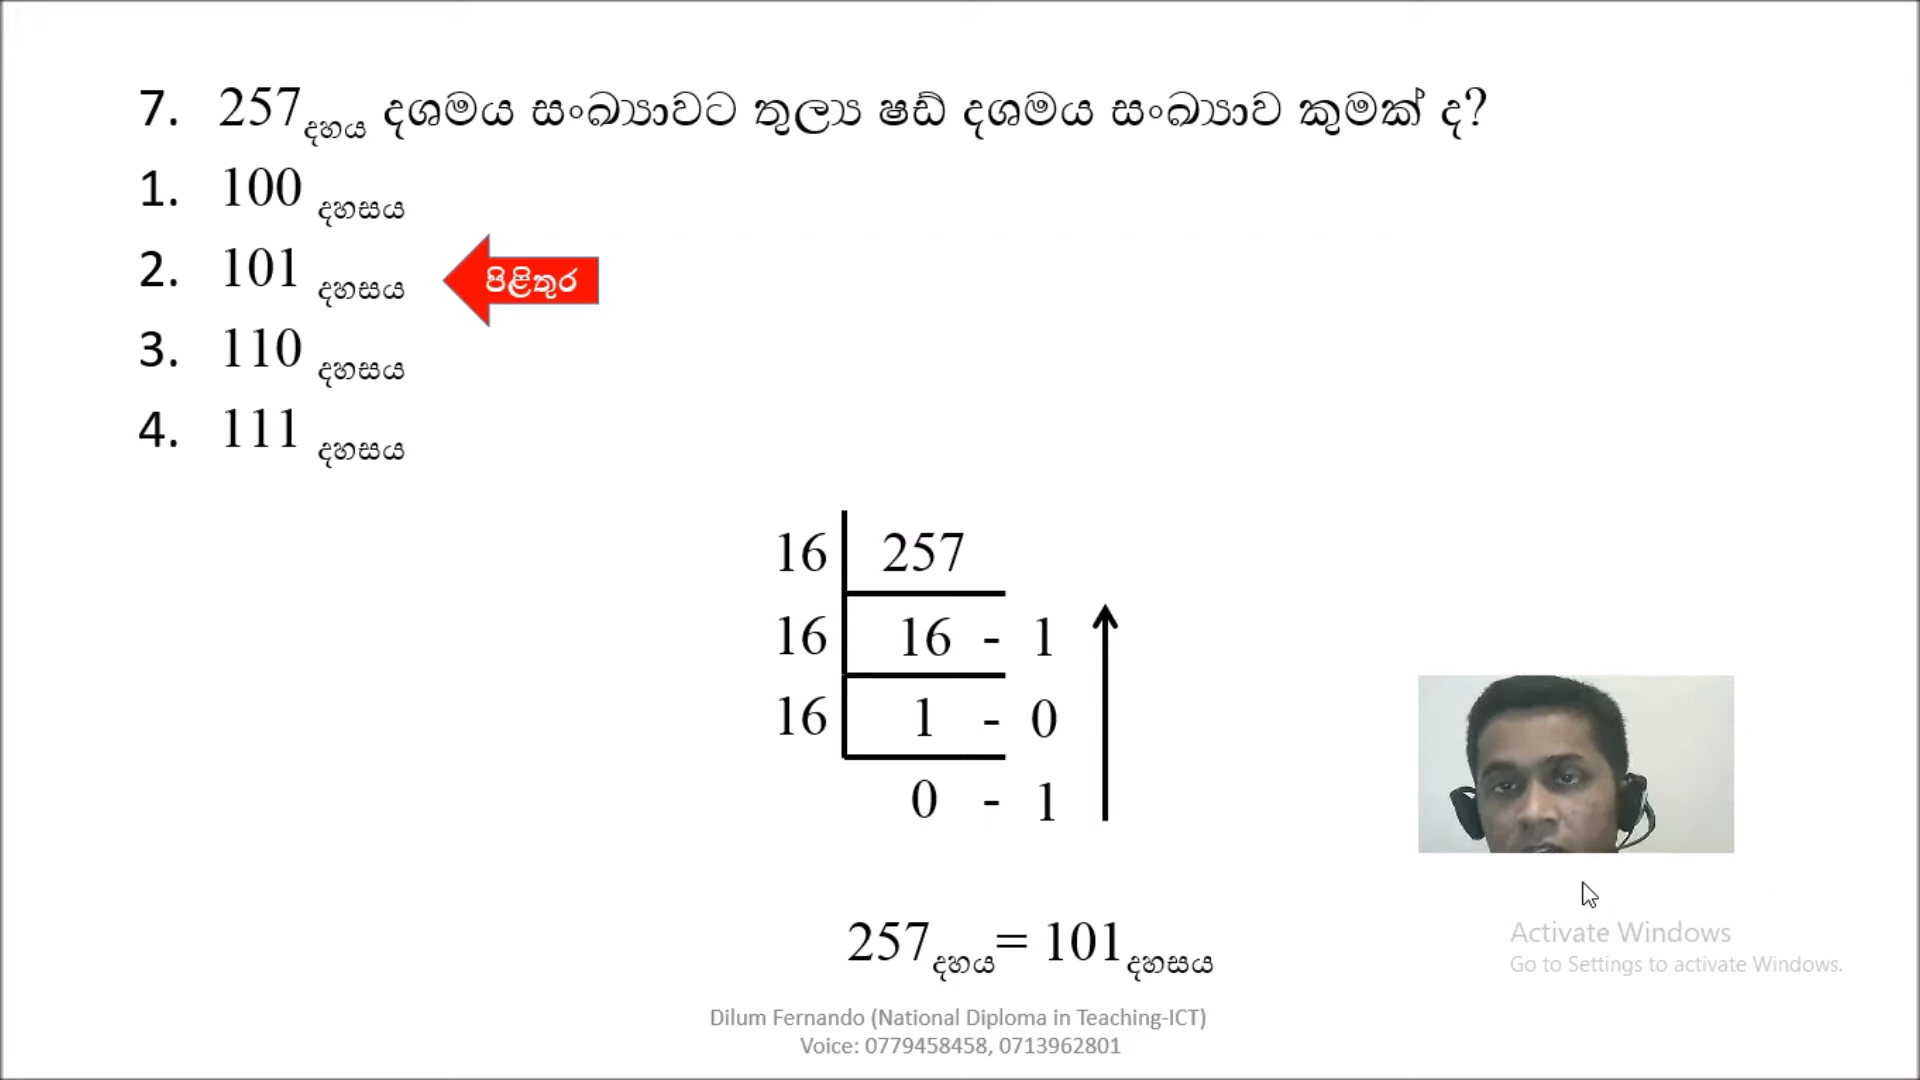 7. 257දහය දශමය සංඛ්‍යාවට තුල්‍ය ෂඩ් දශමය සංඛ්‍යාව කුමක් ද?
1. 100 දහසය
2. 101 දහසය
පිළිතුර
3. 110 දහසය
4. 111 දහසය
16 257
16 16 - 1
16 1 - 0
0 - 1
257දහය= 101දහසය
Activate Windows
Go to Settings to activate Windows.
Dilum Fernando (National Diploma in Teaching-ICT)
Voice: 0779458458, 0713962801